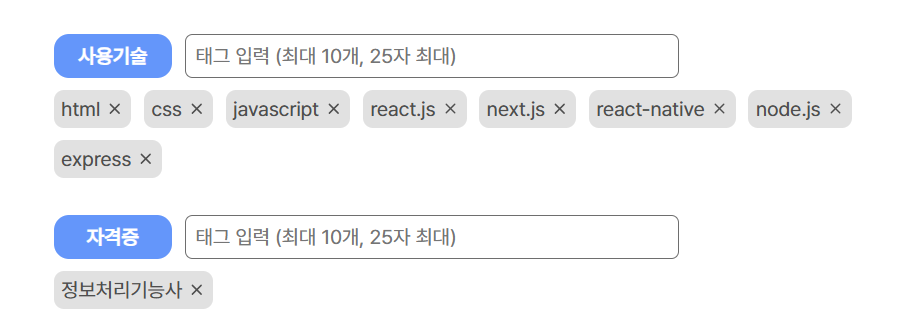 사용기술 태그 입력 (최대 10개, 25자 최대)
html × css × javascript × react.js × next.js × react-native × node.js ×
express ×
자격증 태그 입력 (최대 10개, 25자 최대)
정보처리기능사 ×